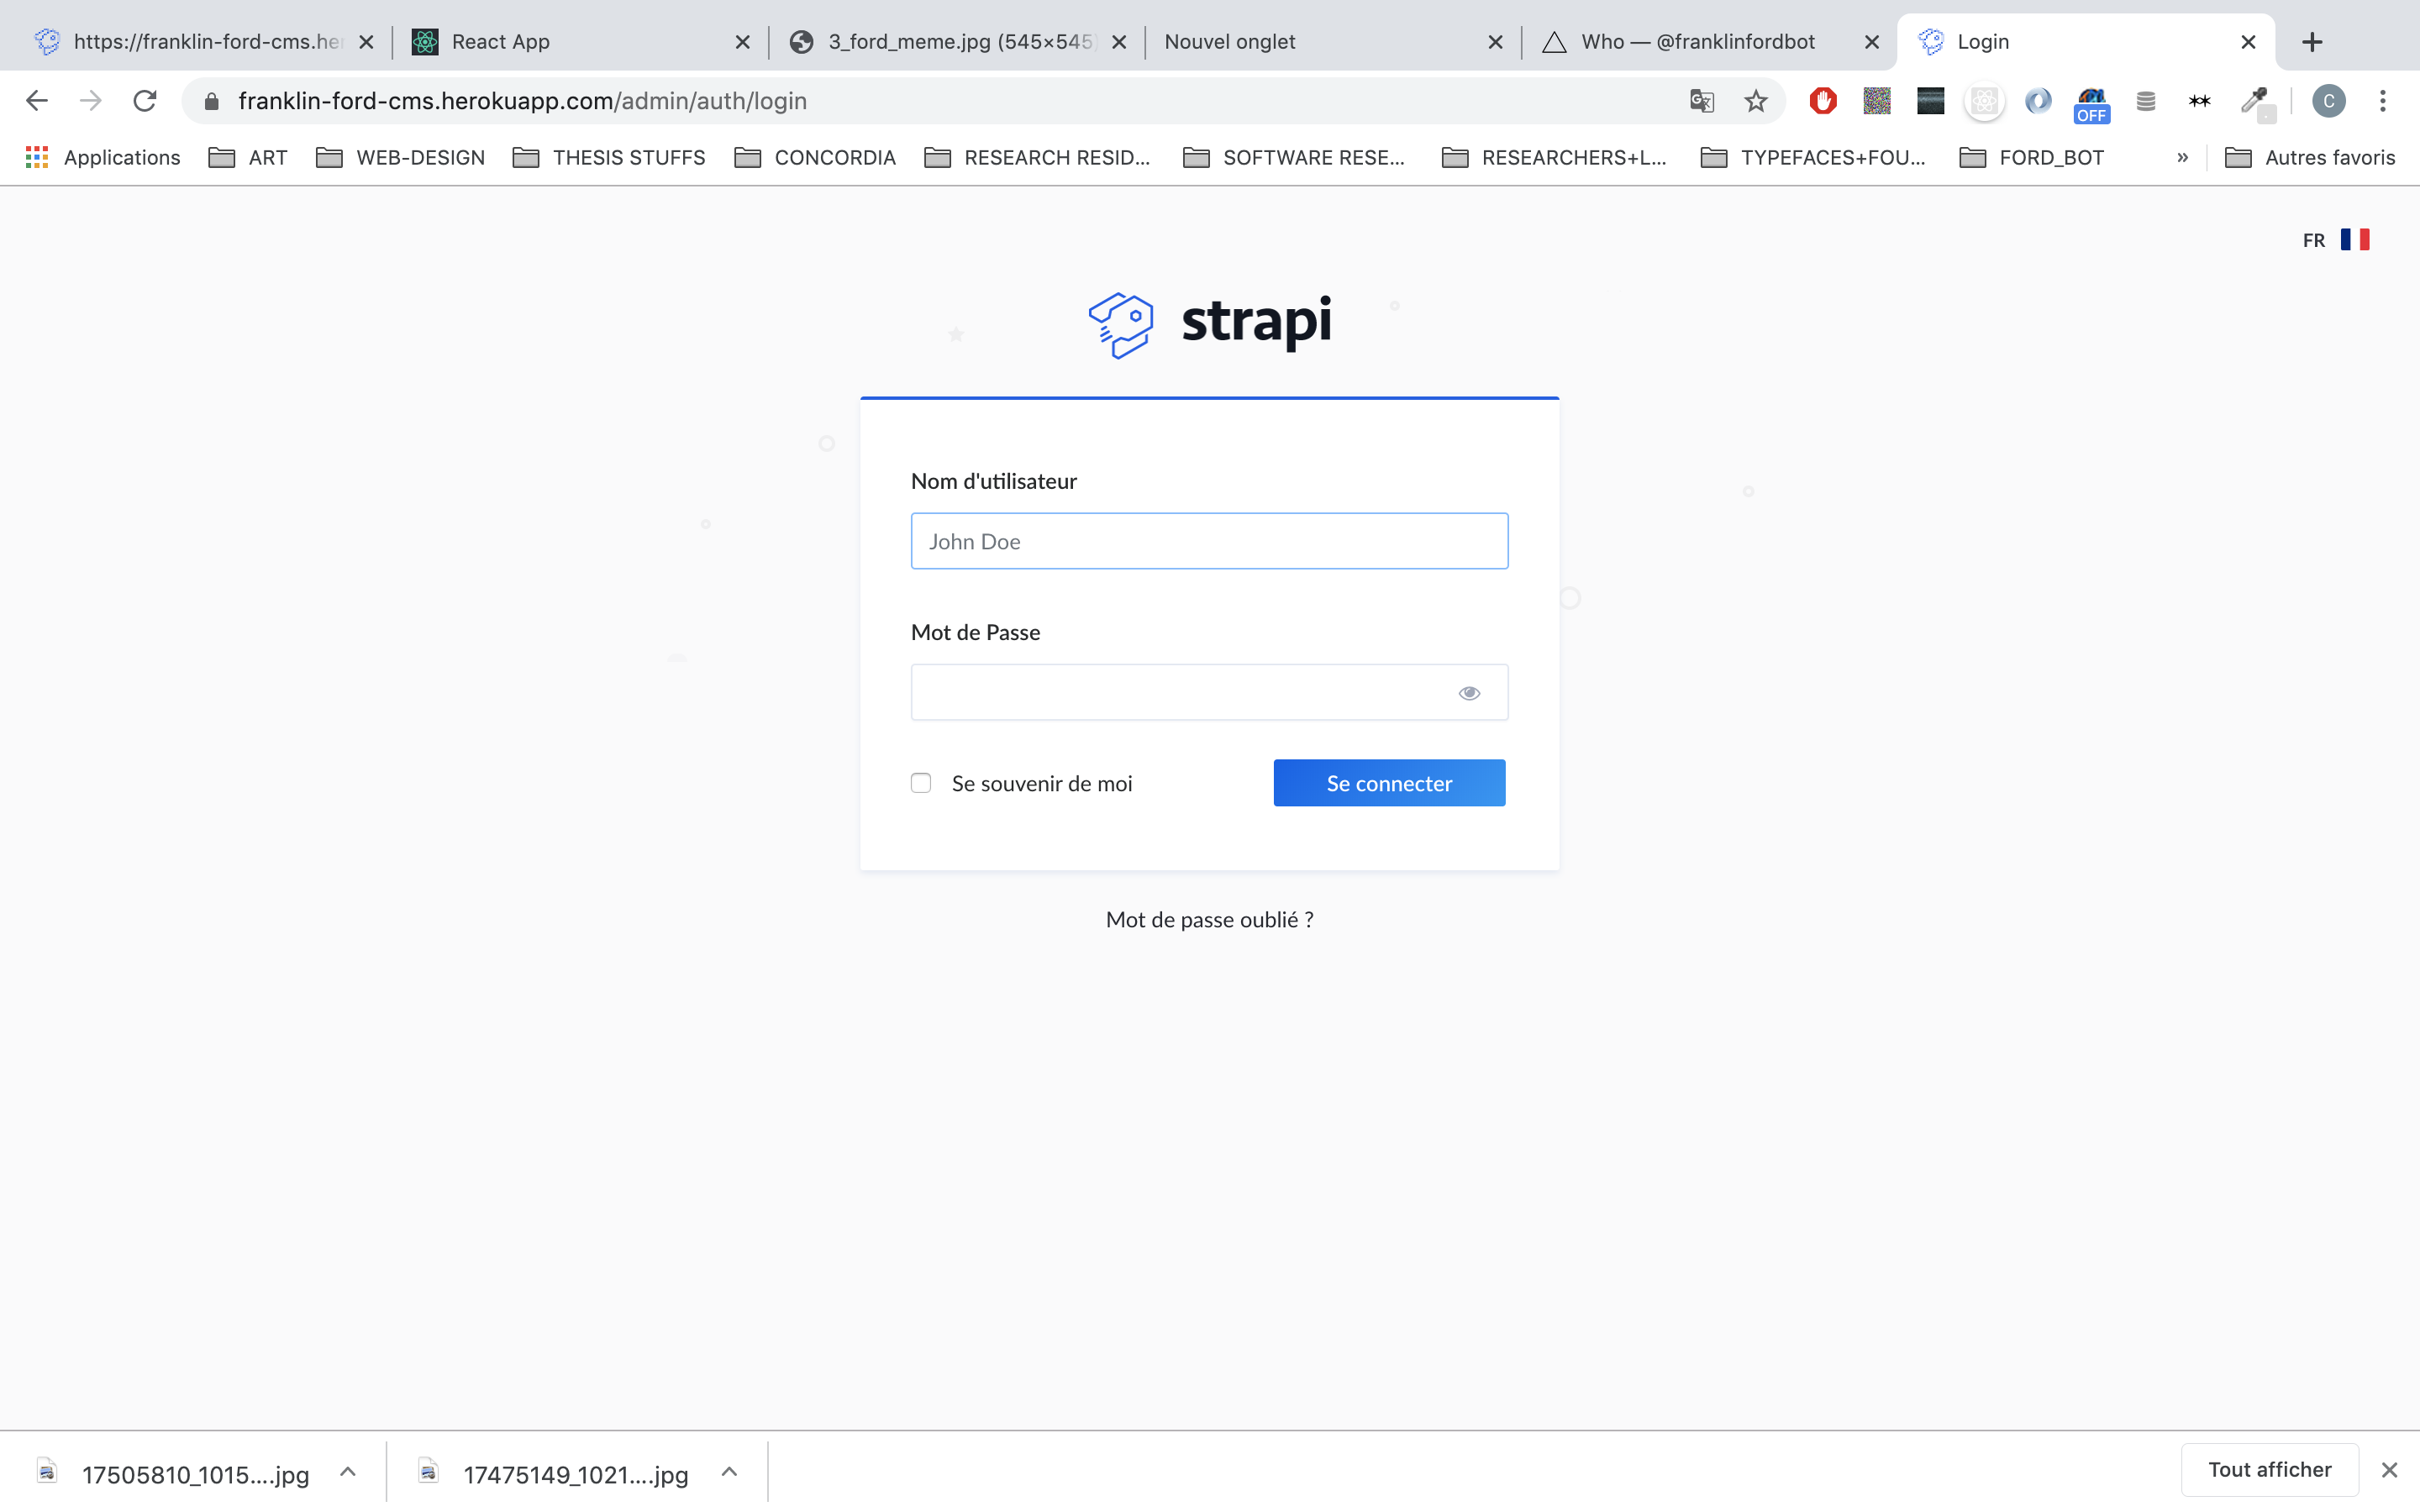 https://franklin-ford-cms.her
React App
3_ford_meme.jpg (545×545)
Nouvel onglet
Who — @franklinfordbot
Login
franklin-ford-cms.herokuapp.com/admin/auth/login
OFF
C
Applications
ART
WEB-DESIGN
THESIS STUFFS
CONCORDIA
RESEARCH RESID...
SOFTWARE RESE...
RESEARCHERS+L...
TYPEFACES+FOU...
FORD_BOT
»
Autres favoris
FR
strapi
Nom d'utilisateur
John Doe
Mot de Passe
Se souvenir de moi
Se connecter
Mot de passe oublié ?
17505810_1015....jpg
17475149_1021....jpg
Tout afficher